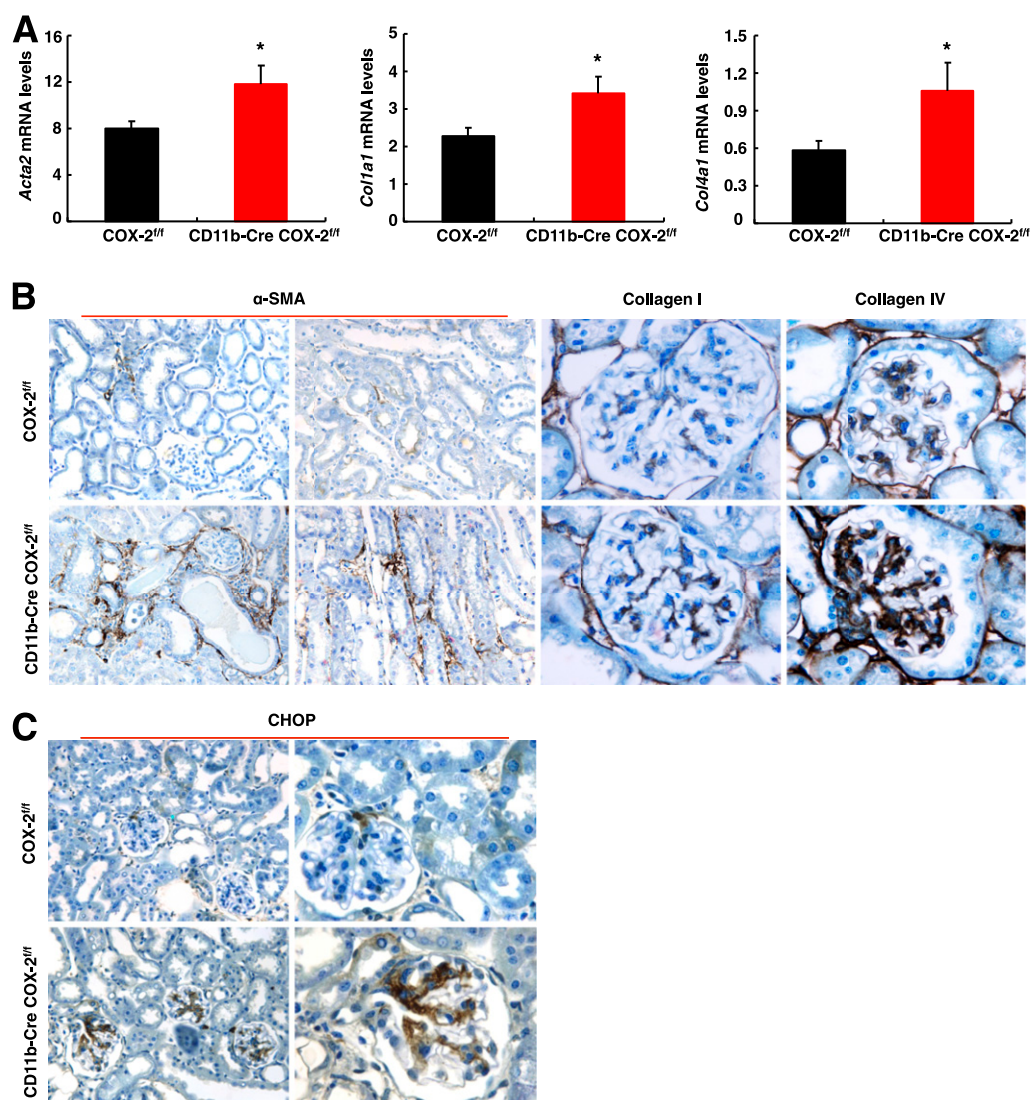 A
Acta2 mRNA levels
16
12
8
4
0
*
COX-2f/f
CD11b-Cre COX-2f/f
Col1a1 mRNA levels
5
4
3
2
1
0
*
COX-2f/f
CD11b-Cre COX-2f/f
Col4a1 mRNA levels
1.5
1.2
0.9
0.6
0.3
0
*
COX-2f/f
CD11b-Cre COX-2f/f
B
α-SMA
Collagen I
Collagen IV
COX-2f/f
CD11b-Cre COX-2f/f
C
CHOP
COX-2f/f
CD11b-Cre COX-2f/f